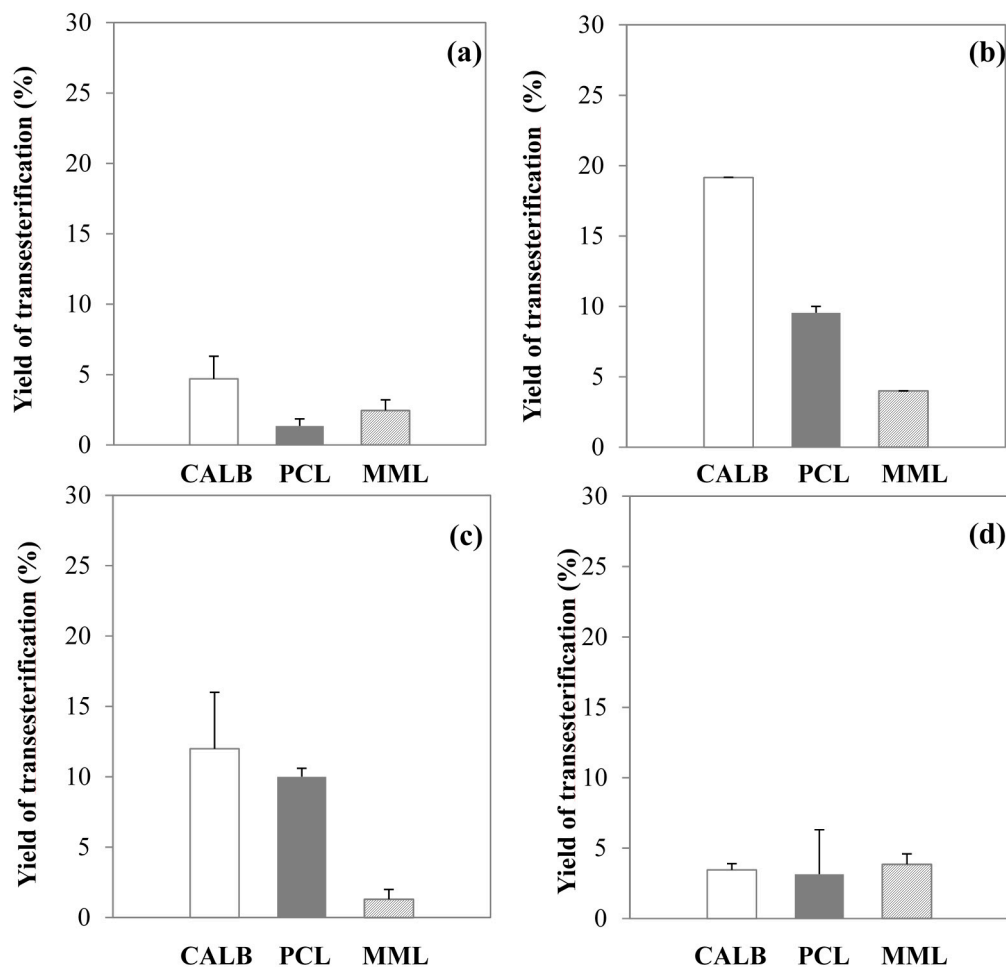 (a)
Yield of transesterification (%)
30
25
20
15
10
5
0
CALB PCL MML
(b)
Yield of transesterification (%)
30
25
20
15
10
5
0
CALB PCL MML
(c)
Yield of transesterification (%)
30
25
20
15
10
5
0
CALB PCL MML
(d)
Yield of transesterification (%)
30
25
20
15
10
5
0
CALB PCL MML